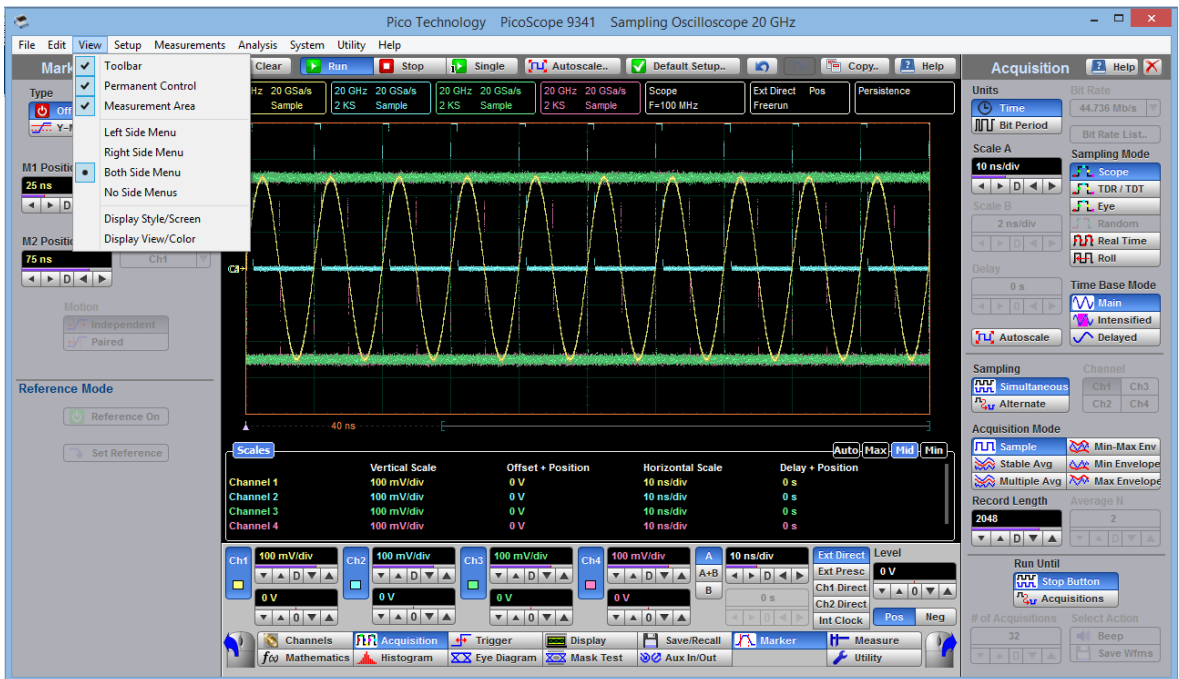 Pico Technology PicoScope 9341 Sampling Oscilloscope 20 GHz
File Edit View Setup Measurements Analysis System Utility Help
Clear Run Stop Single Autoscale.. Default Setup.. Copy.. Help
Toolbar
Permanent Control
Measurement Area
Left Side Menu
Right Side Menu
Both Side Menu
No Side Menus
Display Style/Screen
Display View/Color
Type
M1
25 ns
D
M2
75 ns
Ch1
D
Motion
Independent
Paired
Reference Mode
Reference On
Set Reference
20 GSa/s 20 GHz 20 GSa/s 20 GHz 20 GSa/s 20 GHz 20 GSa/s Scope Ext Direct Pos Persistence
Sample 2 KS Sample 2 KS Sample 2 KS Sample F=100 MHz Freerun
40 ns
Scales Auto Max Mid Min
Vertical Scale Offset + Position Horizontal Scale Delay + Position
Channel 1 100 mV/div 0 V 10 ns/div 0 s
Channel 2 100 mV/div 0 V 10 ns/div 0 s
Channel 3 100 mV/div 0 V 10 ns/div 0 s
Channel 4 100 mV/div 0 V 10 ns/div 0 s
Ch1 100 mV/div Ch2 100 mV/div Ch3 100 mV/div Ch4 100 mV/div A 10 ns/div Ext Direct Level
D D D D A+B D Ext Presc 0 V
0 V 0 V 0 V 0 V B 0 s Ch1 Direct 0
Ch2 Direct
0 0 0 0 0 Int Clock Pos Neg
Channels Acquisition Trigger Display Save/Recall Marker Measure
f(ω) Mathematics Histogram Eye Diagram Mask Test Aux In/Out Utility
Acquisition Help
Units Bit Rate
Time 44.736 Mb/s
Bit Period Bit Rate List..
Scale A Sampling Mode
10 ns/div Scope
D TDR / TDT
Scale B Eye
2 ns/div Random
D Real Time
Roll
Delay
0 s Time Base Mode
0 Main
Intensified
Autoscale Delayed
Sampling Channel
Simultaneous Ch1 Ch3
Alternate Ch2 Ch4
Acquisition Mode
Sample Min-Max Env
Stable Avg Min Envelope
Multiple Avg Max Envelope
Record Length Average N
2048 2
D D
Run Until
Stop Button
Acquisitions
# of Acquisitions Select Action
32 Beep
D Save Wfms